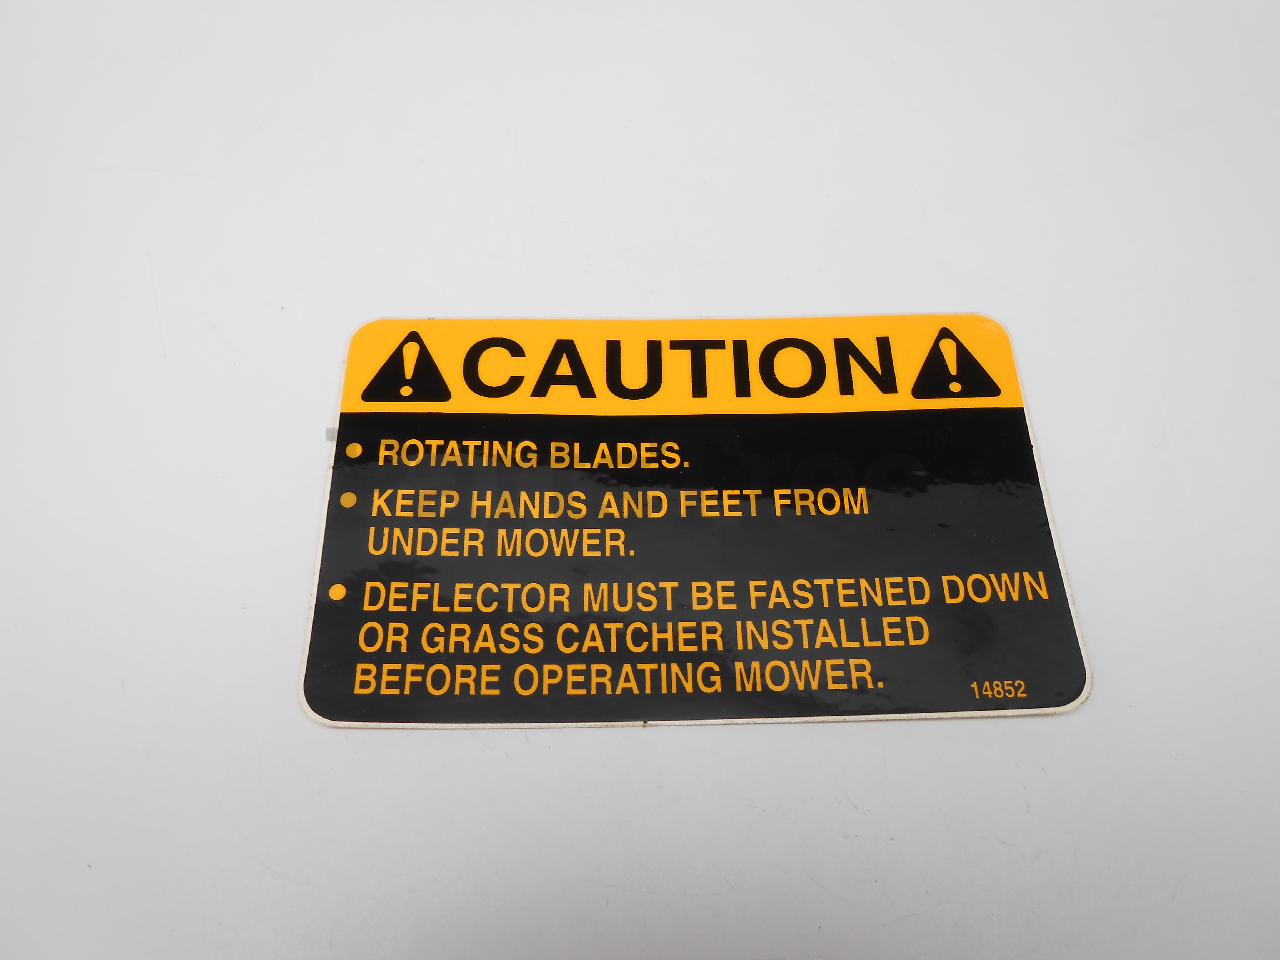 CAUTION
• ROTATING BLADES.
• KEEP HANDS AND FEET FROM
UNDER MOWER.
• DEFLECTOR MUST BE FASTENED DOWN
OR GRASS CATCHER INSTALLED
BEFORE OPERATING MOWER.
14852